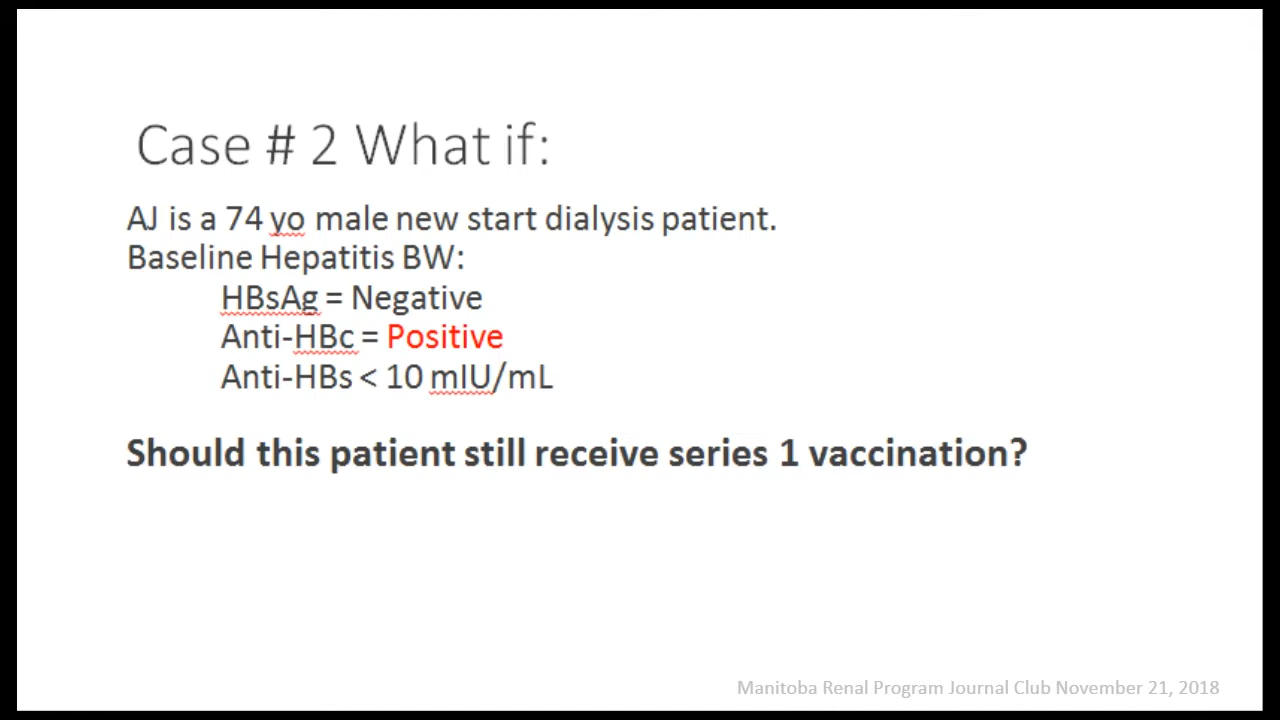 Case # 2 What if:
AJ is a 74 yo male new start dialysis patient.
Baseline Hepatitis BW:
HBsAg = Negative
Anti-HBc = Positive
Anti-HBs < 10 mIU/mL
Should this patient still receive series 1 vaccination?
Manitoba Renal Program Journal Club November 21, 2018